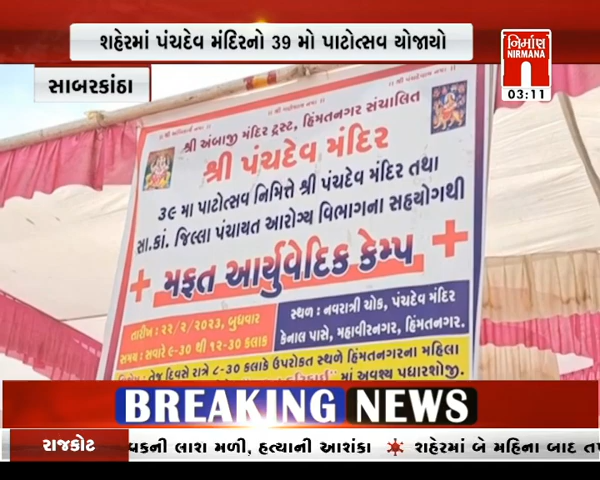 શહેરમાં પંચદેવ મંદિરનો 39 મો પાટોત્સવ યોજાયો
નિર્માણ
NIRMANA
03:11
સાબરકાંઠા
શ્રી અંબાજી મંદિર ટ્રસ્ટ, હિંમતનગર સંચાલિત
શ્રી પંચદેવ મંદિર
૩૯ મા પાટોત્સવ નિમિત્તે શ્રી પંચદેવ મંદિર તથા
સા.કાં. જિલ્લા પંચાયત આરોગ્ય વિભાગના સહયોગથી
મફત આર્યુવેદિક કેમ્પ
તારીખ : ૨૨/૨/૨૦૨૩, બુધવાર
સમય : સવારે ૯-૩૦ થી ૧૨-૩૦ કલાક
સ્થળ : નવરાત્રી ચોક, પંચદેવ મંદિર
કેનાલ પાસે, મહાવીરનગર, હિંમતનગર.
તેજ દિવસે રાત્રે ૮-૩૦ કલાકે ઉપરોક્ત સ્થળે હિંમતનગરના મહિલા
માં અવશ્ય પધારશોજી.
BREAKING NEWS
રાજકોટ
વકની લાશ મળી, હત્યાની આશંકા
શહેરમાં બે મહિના બાદ તપ